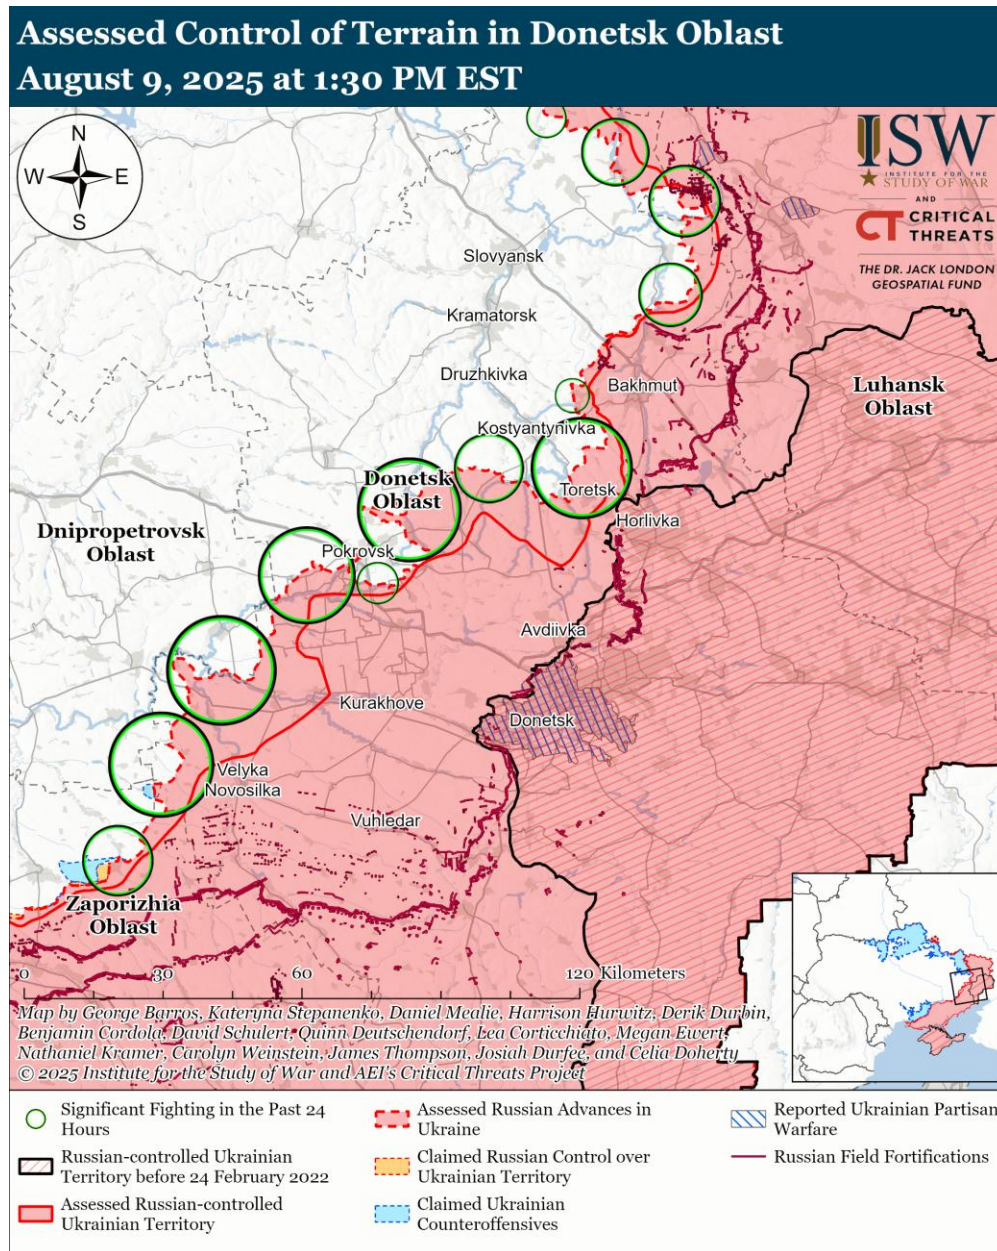 Assessed Control of Terrain in Donetsk Oblast
August 9, 2025 at 1:30 PM EST
N
W
E
S
ISW
INSTITUTE FOR THE
STUDY OF WAR
AND
CT CRITICAL
THREATS
THE DR. JACK LONDON
GEOSPATIAL FUND
Slovyansk
Kramatorsk
Druzhkivka
Bakhmut
Luhansk
Oblast
Kostyantynivka
Donetsk
Oblast
Toretsk
Dnipropetrovsk
Oblast
Horlivka
Pokrovsk
Avdiivka
Kurakhove
Donetsk
Velyka
Novosilka
Vuhledar
Zaporizhia
Oblast
0
30
60
120 Kilometers
Map by George Barros, Kateryna Stepanenko, Daniel Mealie, Harrison Hurwitz, Derik Durbin,
Benjamin Cordola, David Schulert, Quinn Deutschendorf, Lea Corticchiato, Megan Ewert,
Nathaniel Kramer, Carolyn Weinstein, James Thompson, Josiah Durfee, and Celia Doherty
© 2025 Institute for the Study of War and AEI's Critical Threats Project
Significant Fighting in the Past 24
Hours
Russian-controlled Ukrainian
Territory before 24 February 2022
Assessed Russian-controlled
Ukrainian Territory
Assessed Russian Advances in
Ukraine
Claimed Russian Control over
Ukrainian Territory
Claimed Ukrainian
Counteroffensives
Reported Ukrainian Partisan
Warfare
Russian Field Fortifications